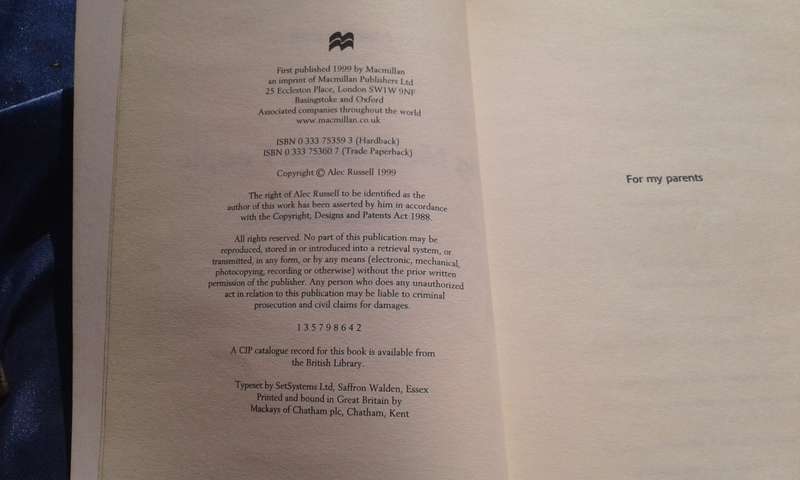 First published 1999 by Macmillan
an imprint of Macmillan Publishers Ltd
25 Eccleston Place, London SW1W 9NF
Basingstoke and Oxford
Associated companies throughout the world
www.macmillan.co.uk
ISBN 0 333 75359 3 (Hardback)
ISBN 0 333 75360 7 (Trade Paperback)
Copyright © Alec Russell 1999
The right of Alec Russell to be identified as the
author of this work has been asserted by him in accordance
with the Copyright, Designs and Patents Act 1988.
All rights reserved. No part of this publication may be
reproduced, stored in or introduced into a retrieval system, or
transmitted, in any form, or by any means (electronic, mechanical,
photocopying, recording or otherwise) without the prior written
permission of the publisher. Any person who does any unauthorized
act in relation to this publication may be liable to criminal
prosecution and civil claims for damages.
1 3 5 7 9 8 6 4 2
A CIP catalogue record for this book is available from
the British Library.
Typeset by SetSystems Ltd, Saffron Walden, Essex
Printed and bound in Great Britain by
Mackays of Chatham plc, Chatham, Kent
For my parents